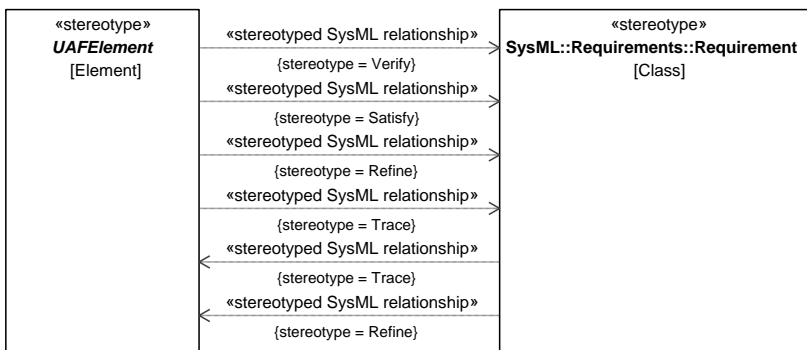 «stereotype»
UAFElement
[Element]
«stereotyped SysML relationship»
{stereotype = Verify}
«stereotyped SysML relationship»
{stereotype = Satisfy}
«stereotyped SysML relationship»
{stereotype = Refine}
«stereotyped SysML relationship»
{stereotype = Trace}
«stereotyped SysML relationship»
{stereotype = Trace}
«stereotyped SysML relationship»
{stereotype = Refine}
«stereotype»
SysML::Requirements::Requirement
[Class]